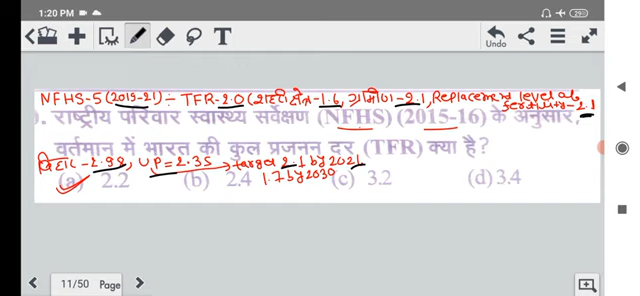 1:20 PM
29
Undo
Save
NFHS-5 (2019-21) :- TFR-2.0 (शहरी क्षेत्र-1.6, ग्रामीण-2.1, Replacement level of fertility-2.1
). राष्ट्रीय परिवार स्वास्थ्य सर्वेक्षण (NFHS) (2015-16) के अनुसार,
वर्तमान में भारत की कुल प्रजनन दर (TFR) क्या है?
बिहार-2.98, UP=2.35 → target 2.1 by 2021
1.7 by 2030
(a) 2.2 (b) 2.4 (c) 3.2 (d) 3.4
11/50 Page